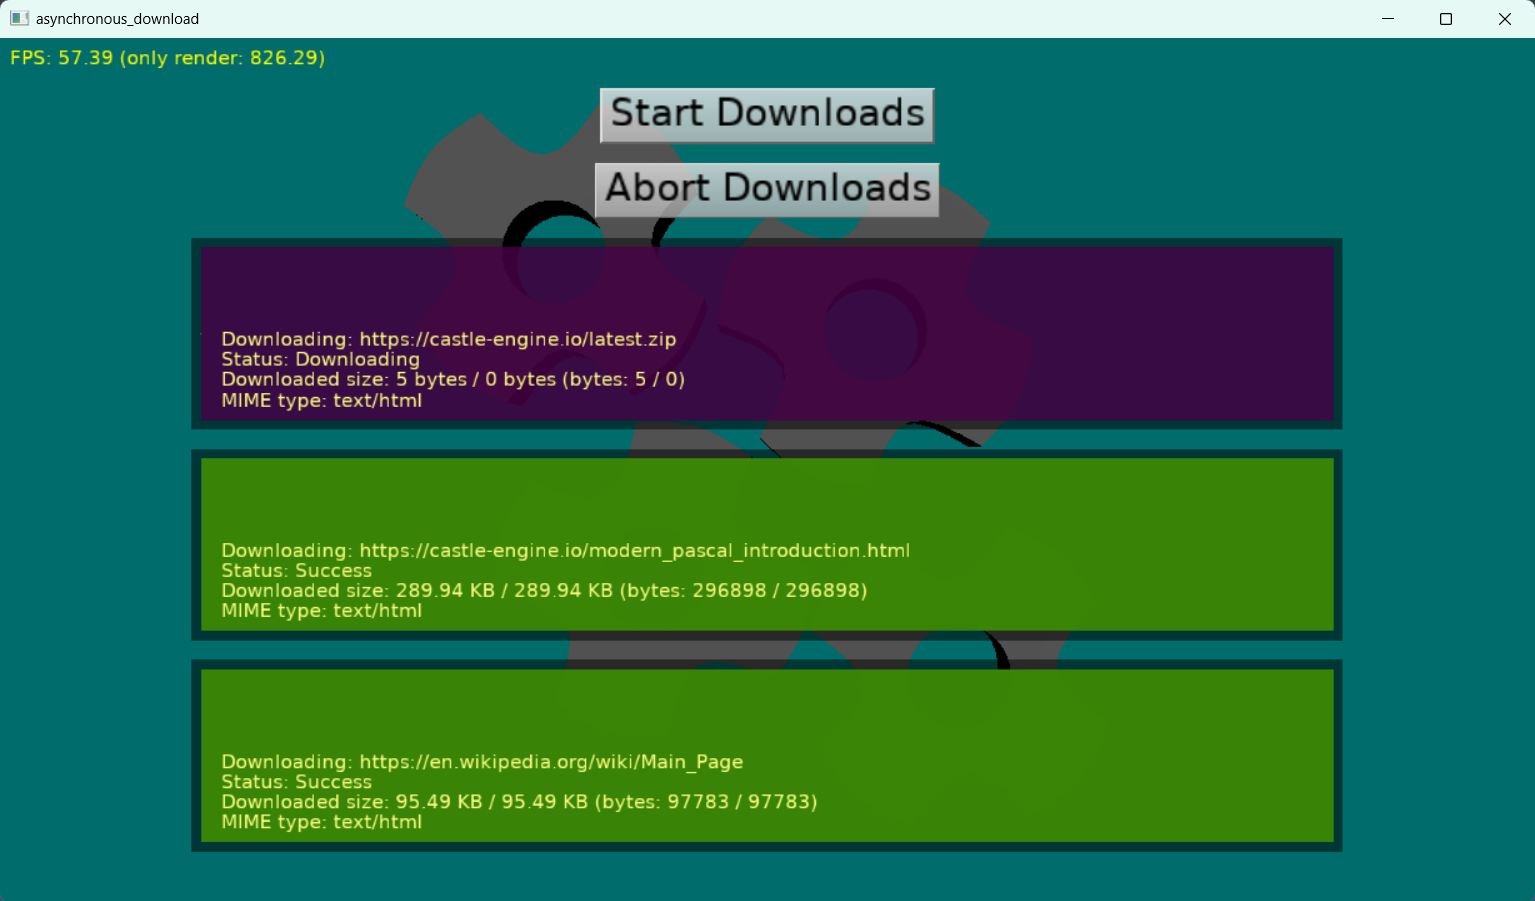 asynchronous_download
FPS: 57.39 (only render: 826.29)
Start Downloads
Abort Downloads
Downloading: https://castle-engine.io/latest.zip
Status: Downloading
Downloaded size: 5 bytes / 0 bytes (bytes: 5 / 0)
MIME type: text/html
Downloading: https://castle-engine.io/modern_pascal_introduction.html
Status: Success
Downloaded size: 289.94 KB / 289.94 KB (bytes: 296898 / 296898)
MIME type: text/html
Downloading: https://en.wikipedia.org/wiki/Main_Page
Status: Success
Downloaded size: 95.49 KB / 95.49 KB (bytes: 97783 / 97783)
MIME type: text/html